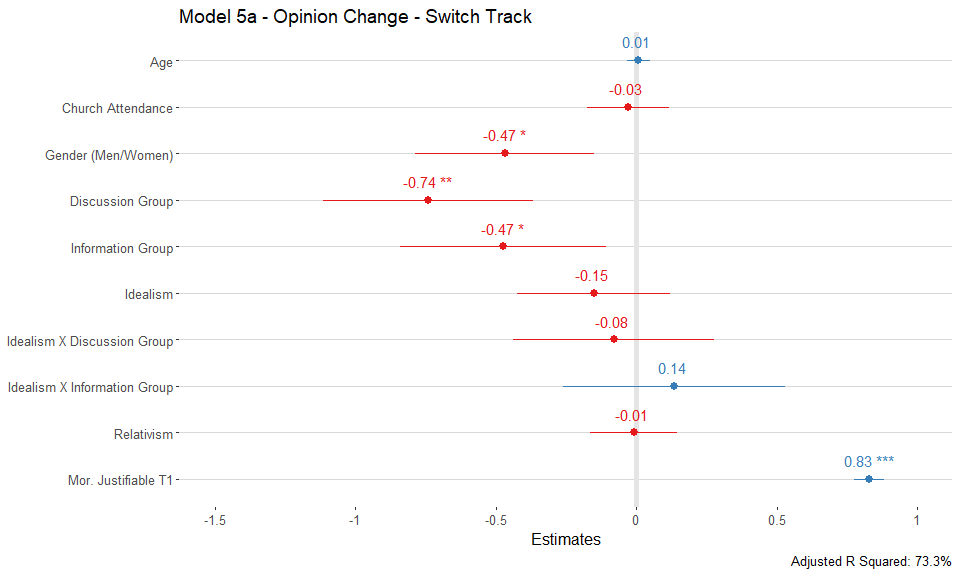 Model 5a - Opinion Change - Switch Track
Age
0.01
Church Attendance
-0.03
Gender (Men/Women)
-0.47 *
Discussion Group
-0.74 **
Information Group
-0.47 *
Idealism
-0.15
Idealism X Discussion Group
-0.08
Idealism X Information Group
0.14
Relativism
-0.01
Mor. Justifiable T1
0.83 ***
-1.5 -1 -0.5 0 0.5 1
Estimates
Adjusted R Squared: 73.3%